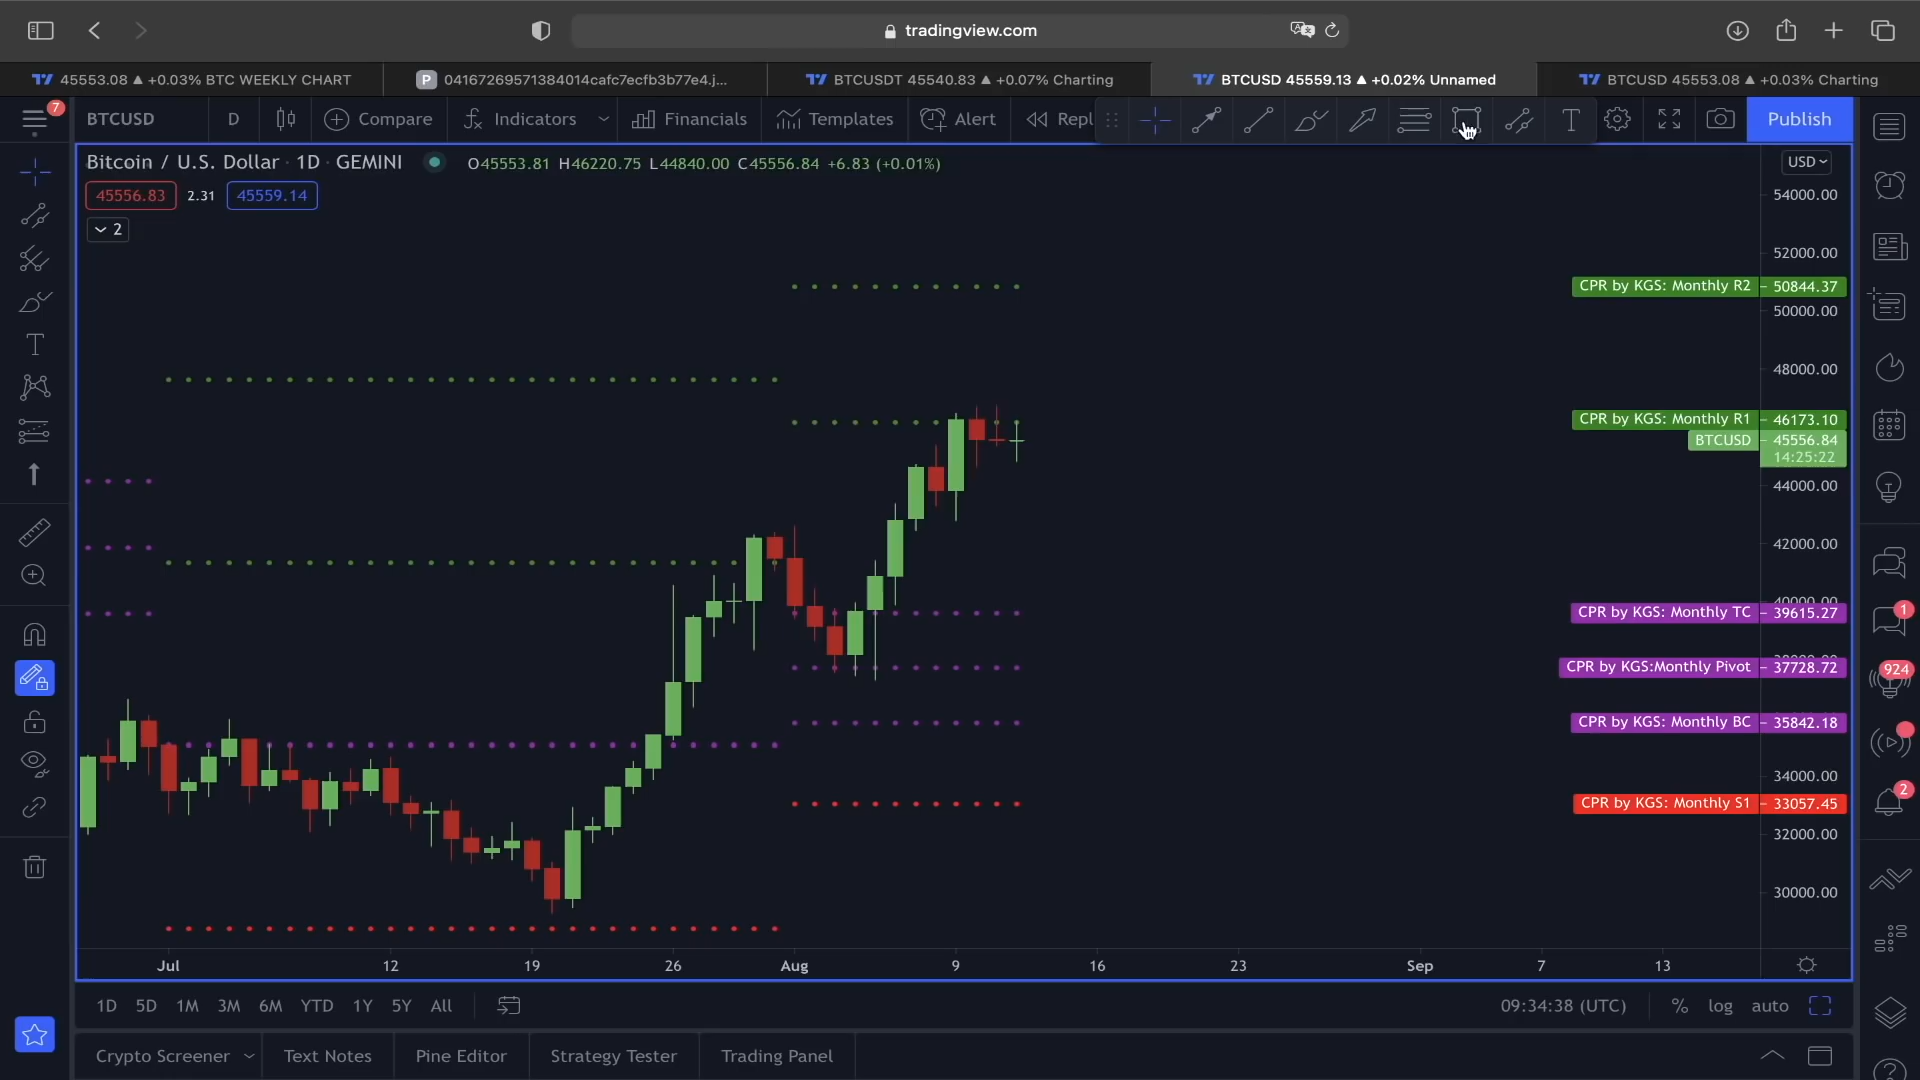 tradingview.com
45553.08 ▲ +0.03% BTC WEEKLY CHART
P 04167269571384014cafc7ecfb3b77e4.j...
BTCUSDT 45540.83 ▲ +0.07% Charting
BTCUSD 45559.13 ▲ +0.02% Unnamed
BTCUSD 45553.08 ▲ +0.03% Charting
7
BTCUSD D Compare Indicators Financials Templates Alert Repl T Publish
Bitcoin / U.S. Dollar · 1D · GEMINI O45553.81 H46220.75 L44840.00 C45556.84 +6.83 (+0.01%)
USD
45556.83 2.31 45559.14
2
54000.00
52000.00
CPR by KGS: Monthly R2 50844.37
50000.00
48000.00
CPR by KGS: Monthly R1 46173.10
BTCUSD 45556.84
14:25:22
44000.00
42000.00
CPR by KGS: Monthly TC 39615.27
1
CPR by KGS:Monthly Pivot 37728.72
924
CPR by KGS: Monthly BC 35842.18
34000.00
CPR by KGS: Monthly S1 33057.45
2
32000.00
30000.00
Jul 12 19 26 Aug 9 16 23 Sep 7 13
1D 5D 1M 3M 6M YTD 1Y 5Y All 09:34:38 (UTC) % log auto
Crypto Screener Text Notes Pine Editor Strategy Tester Trading Panel